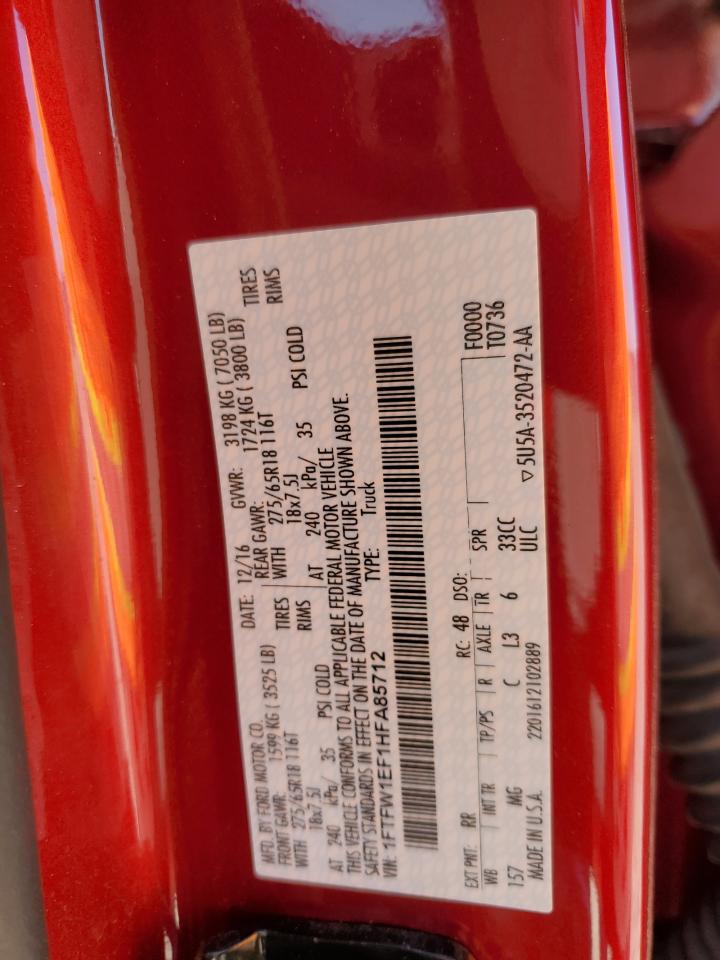 MFD. BY FORD MOTOR CO. DATE: 12/16 GVWR: 3198 KG ( 7050 LB)
FRONT GAWR: 1599 KG ( 3525 LB) REAR GAWR: 1724 KG ( 3800 LB)
WITH 275/65R18 116T TIRES WITH 275/65R18 116T TIRES
18x7.5J RIMS 18x7.5J RIMS
AT 240 kPa/ 35 PSI COLD AT 240 kPa/ 35 PSI COLD
THIS VEHICLE CONFORMS TO ALL APPLICABLE FEDERAL MOTOR VEHICLE
SAFETY STANDARDS IN EFFECT ON THE DATE OF MANUFACTURE SHOWN ABOVE.
VIN: 1FTFW1EF1HFA85712 TYPE: Truck
EXT PNT: RR RC: 48 DSO: F0000
WB INT TR TP/PS R AXLE TR SPR T0736
157 MG C L3 6 33CC
MADE IN U.S.A. 2201612102889 ULC ▽5U5A-3520472-AA